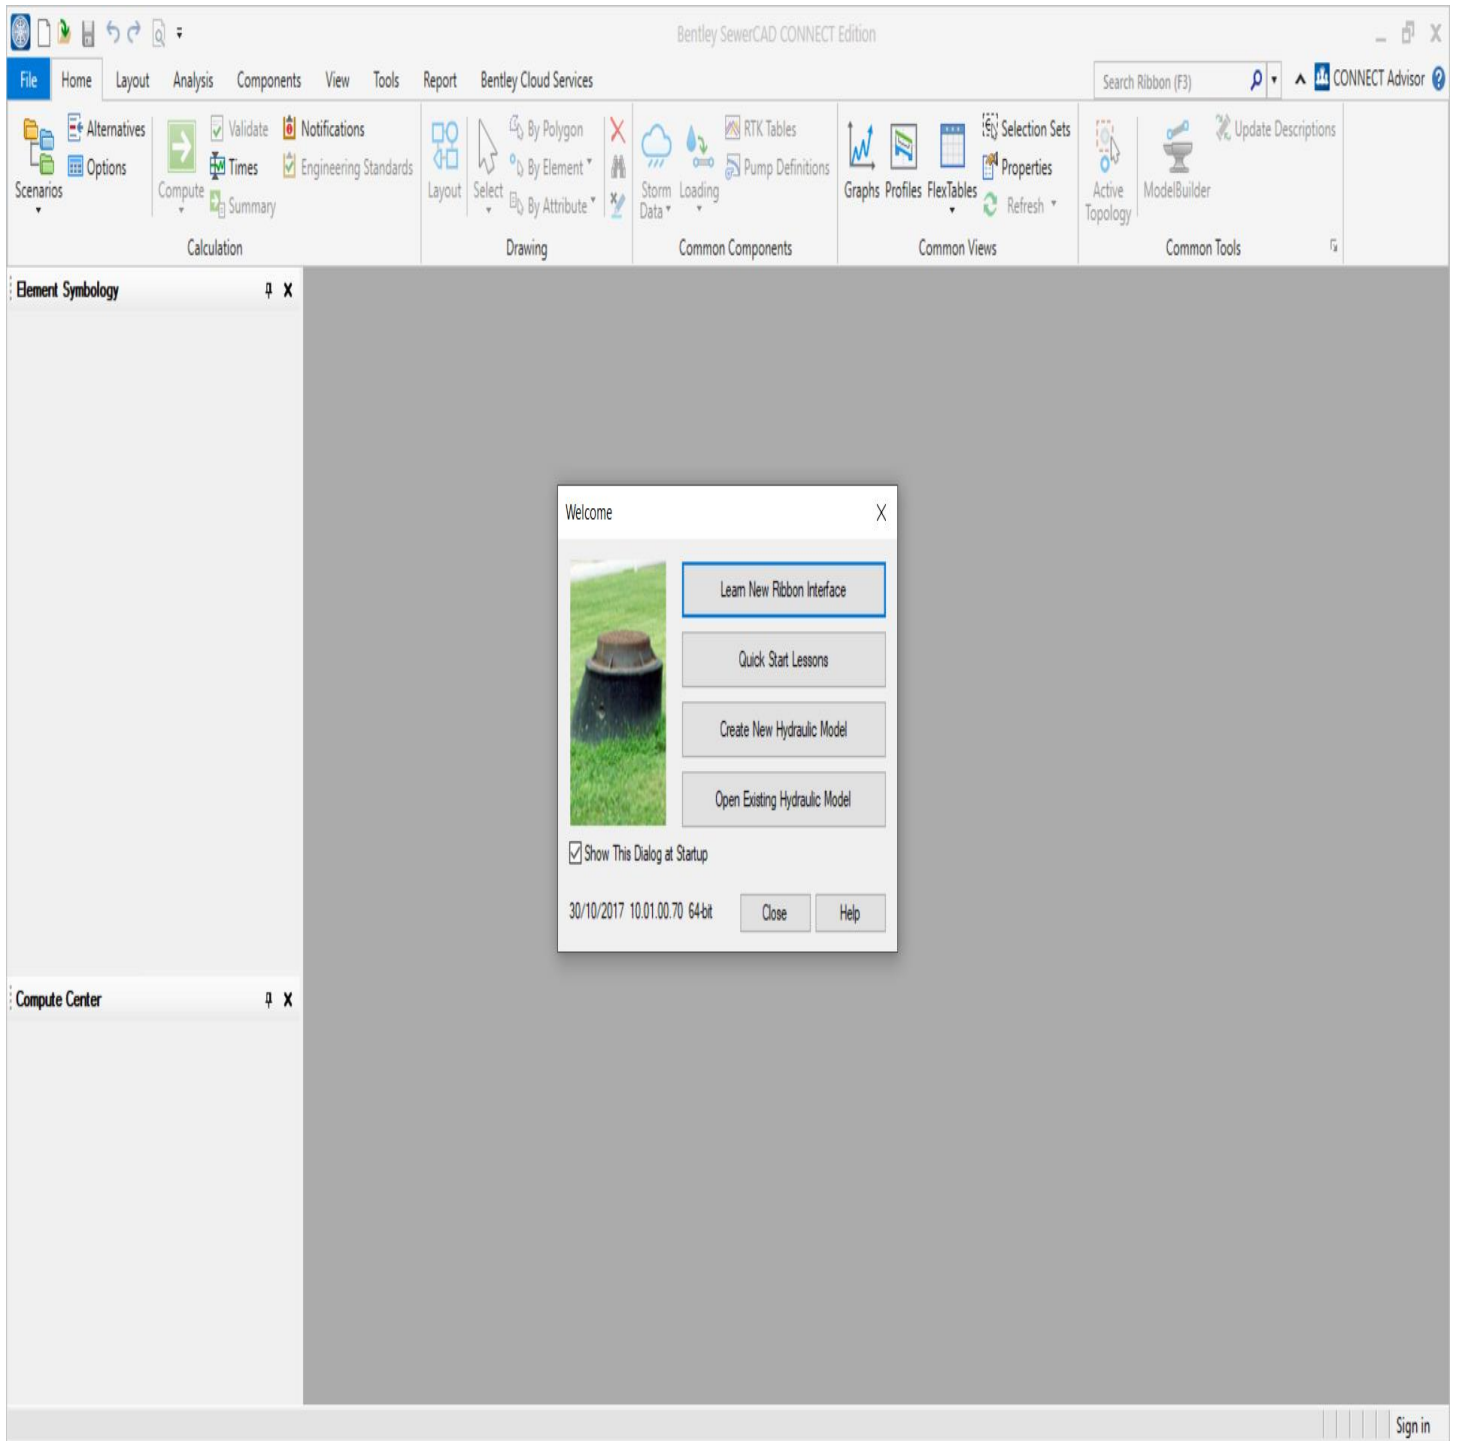 Bentley SewerCAD CONNECT Edition
File Home Layout Analysis Components View Tools Report Bentley Cloud Services
Search Ribbon (F3)
CONNECT Advisor
Scenarios
Alternatives
Options
Compute
Validate
Times
Summary
Notifications
Engineering Standards
Calculation
Layout
Select
By Polygon
By Element
By Attribute
Drawing
Storm
Data
Loading
RTK Tables
Pump Definitions
Common Components
Graphs
Profiles
FlexTables
Selection Sets
Properties
Refresh
Common Views
Active
Topology
ModelBuilder
Update Descriptions
Common Tools
Element Symbology
Welcome
Learn New Ribbon Interface
Quick Start Lessons
Create New Hydraulic Model
Open Existing Hydraulic Model
Show This Dialog at Startup
30/10/2017 10.01.00.70 64-bit
Close
Help
Compute Center
Sign in